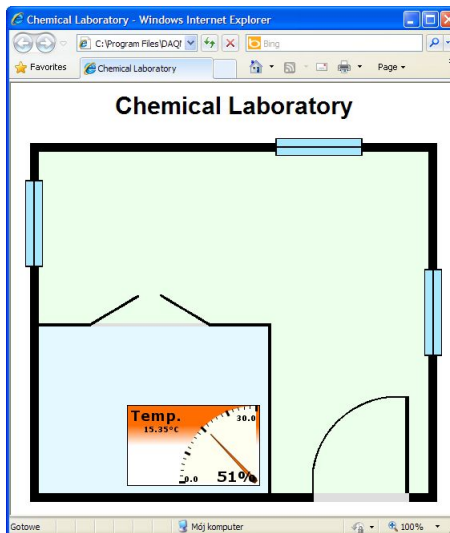 Chemical Laboratory - Windows Internet Explorer
C:\Program Files\DAQ
Bing
Favorites
Chemical Laboratory
Page
Chemical Laboratory
Temp.
15.35°C
30.0
0.0
51%
Gotowe
Mój komputer
100%